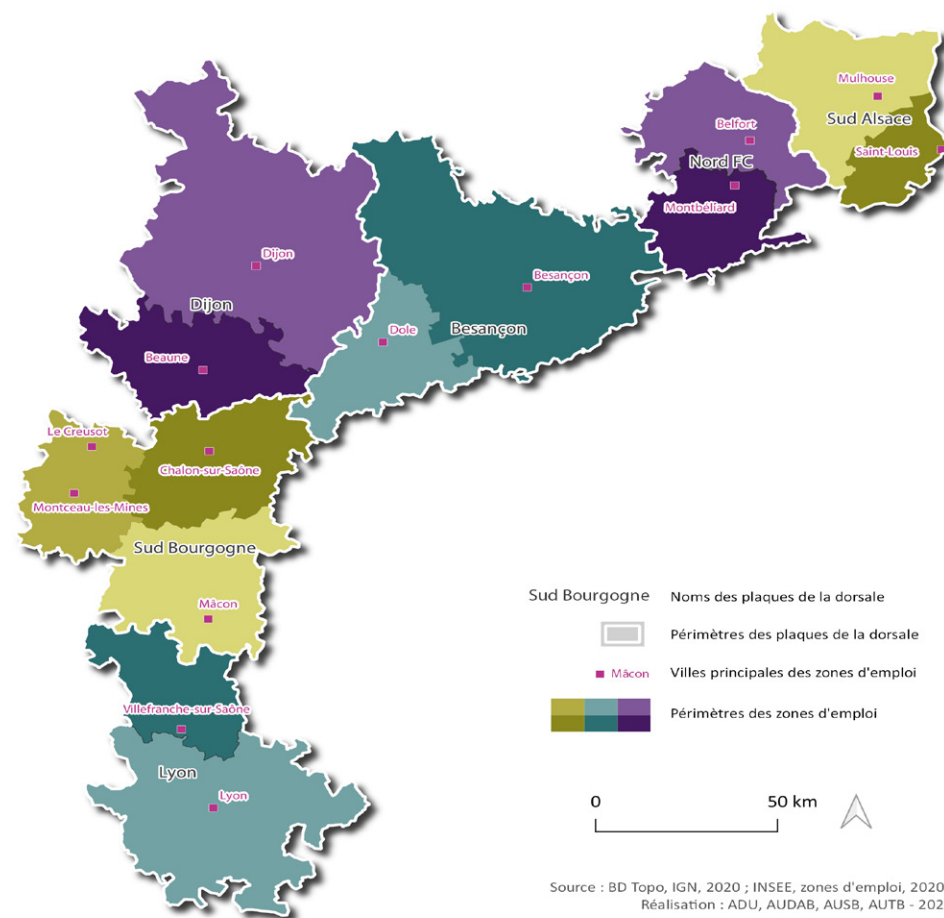 Mulhouse
Sud Alsace
Belfort
Saint-Louis
Nord FC
Montbéliard
Dijon
Besançon
Dijon
Dole
Besançon
Beaune
Le Creusot
Chalon-sur-Saône
Montceau-les-Mines
Sud Bourgogne
Mâcon
Villefranche-sur-Saône
Lyon
Lyon
Sud Bourgogne Noms des plaques de la dorsale
Périmètres des plaques de la dorsale
Mâcon Villes principales des zones d'emploi
Périmètres des zones d'emploi
0 50 km
Source : BD Topo, IGN, 2020 ; INSEE, zones d'emploi, 2020
Réalisation : ADU, AUDAB, AUSB, AUTB - 202